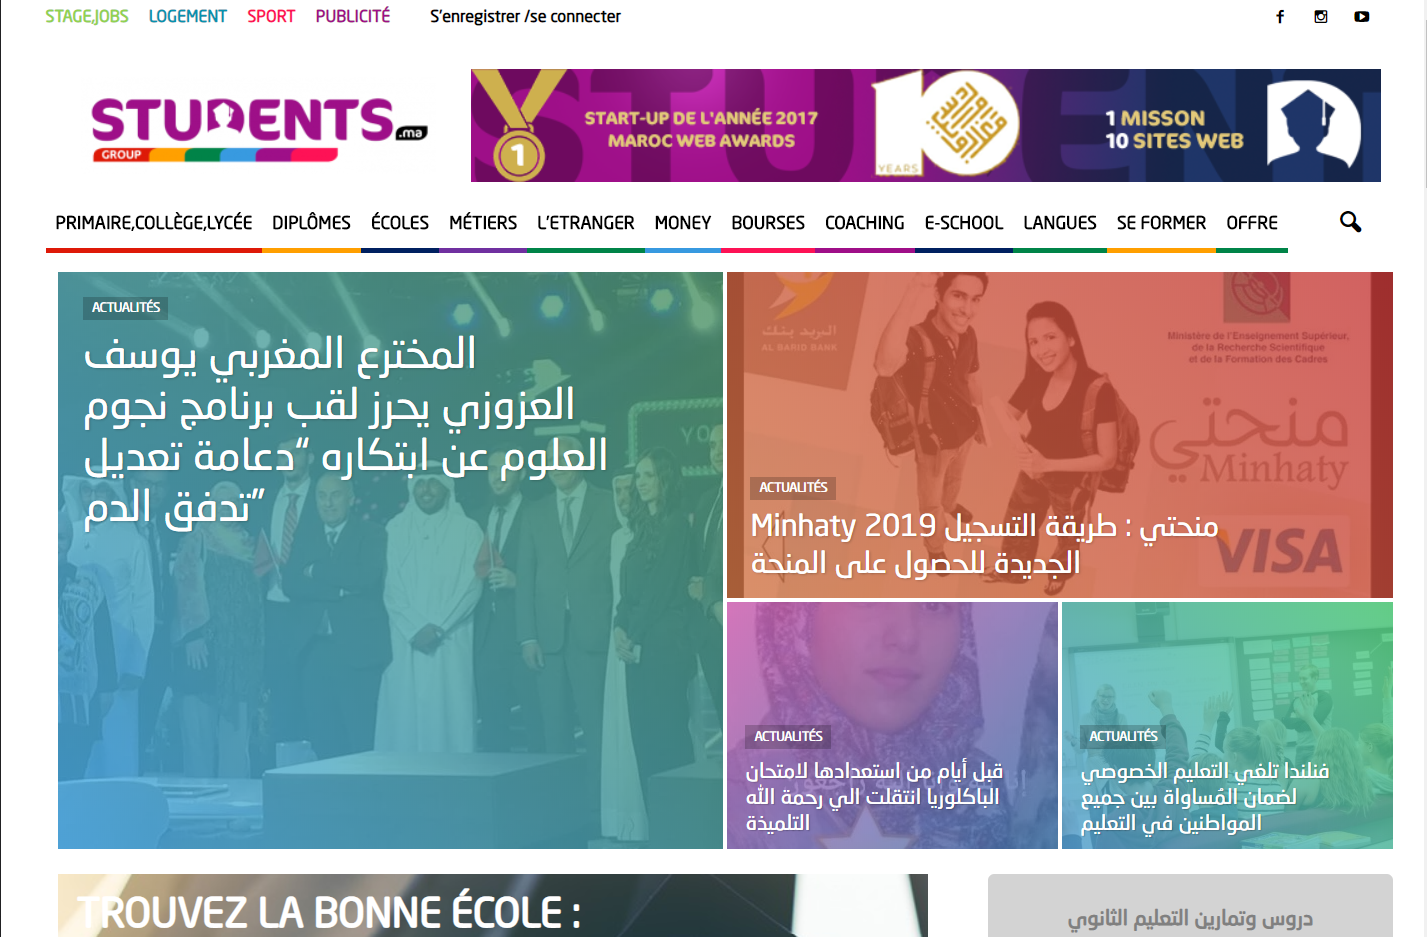 STAGE,JOBS LOGEMENT SPORT PUBLICITÉ S'enregistrer /se connecter
STUDENTS.ma
GROUP
START-UP DE L'ANNÉE 2017
MAROC WEB AWARDS
1
10
YEARS
1 MISSON
10 SITES WEB
PRIMAIRE,COLLÈGE,LYCÉE DIPLÔMES ÉCOLES MÉTIERS L'ETRANGER MONEY BOURSES COACHING E-SCHOOL LANGUES SE FORMER OFFRE
ACTUALITÉS
المخترع المغربي يوسف
العزوزي يحرز لقب برنامج نجوم
العلوم عن ابتكاره “دعامة تعديل
تدفق الدم”
البريد بنك
AL BARID BANK
Ministère de l'Enseignement Supérieur,
de la Recherche Scientifique
et de la Formation des Cadres
منحتي
Minhaty
VISA
ACTUALITÉS
Minhaty 2019 منحتي : طريقة التسجيل
الجديدة للحصول على المنحة
ACTUALITÉS
قبل أيام من استعدادها لامتحان
الباكلوريا انتقلت الي رحمة الله
التلميذة
ACTUALITÉS
فنلندا تلغي التعليم الخصوصي
لضمان المُساواة بين جميع
المواطنين في التعليم
TROUVEZ LA BONNE ÉCOLE :
دروس وتمارين التعليم الثانوي